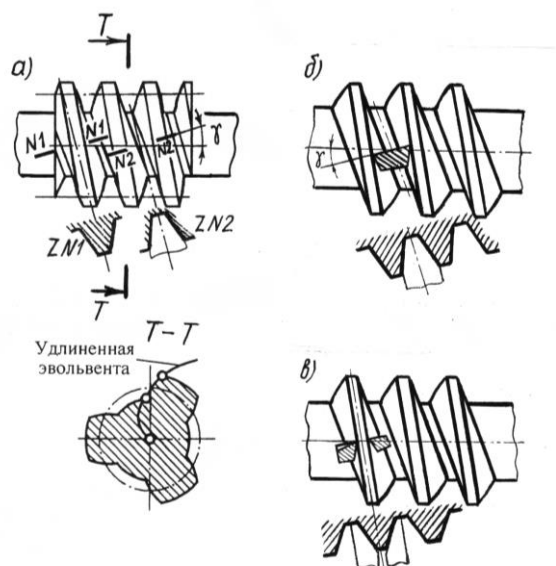 T
а)
N1
N1
N2
N2
γ
ZN1
ZN2
T
T–T
Удлиненная
эвольвента
б)
γ
в)